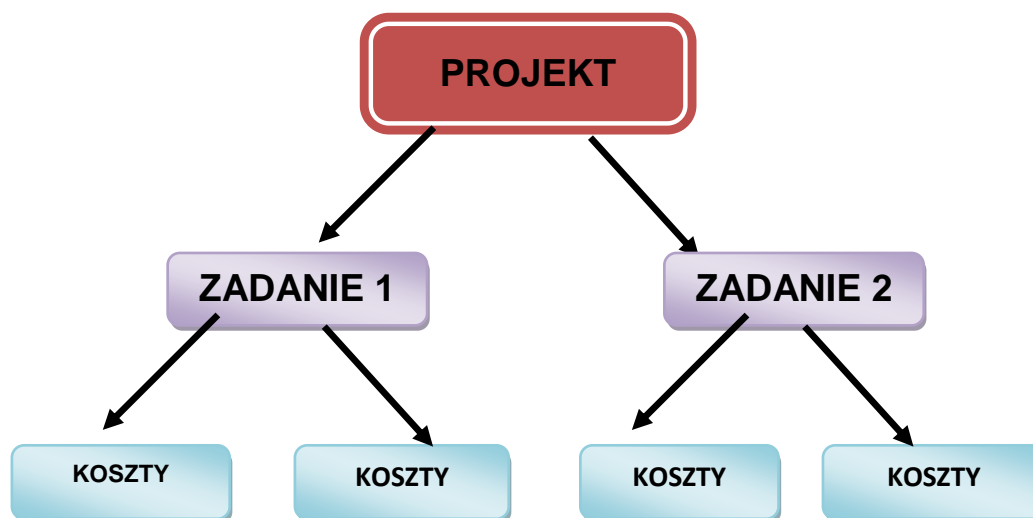 PROJEKT
ZADANIE 1
ZADANIE 2
KOSZTY
KOSZTY
KOSZTY
KOSZTY